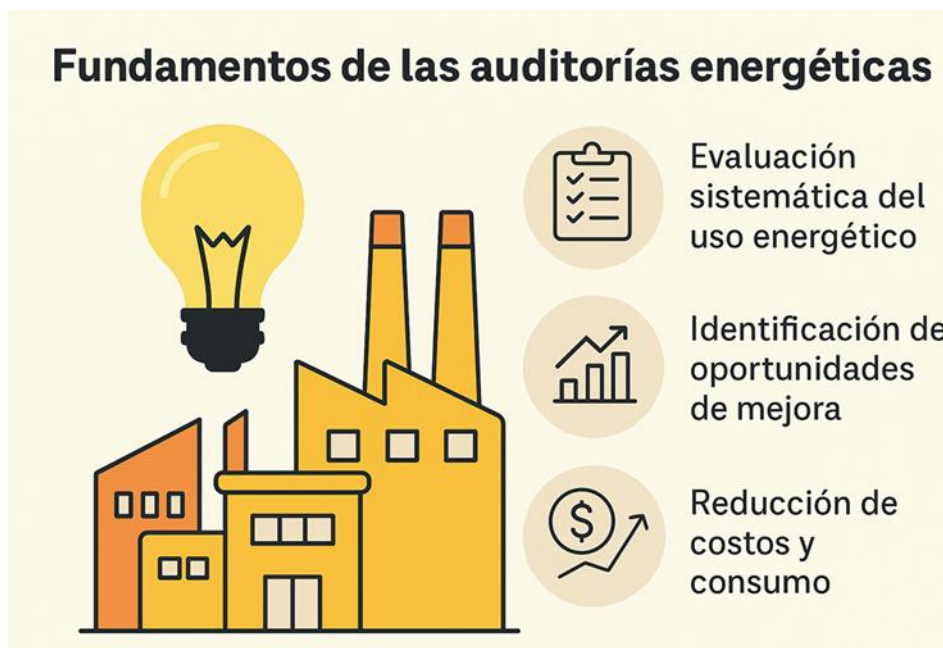 Fundamentos de las auditorías energéticas
Evaluación
sistemática del
uso energético
Identificación de
oportunidades
de mejora
$
Reducción de
costos y
consumo